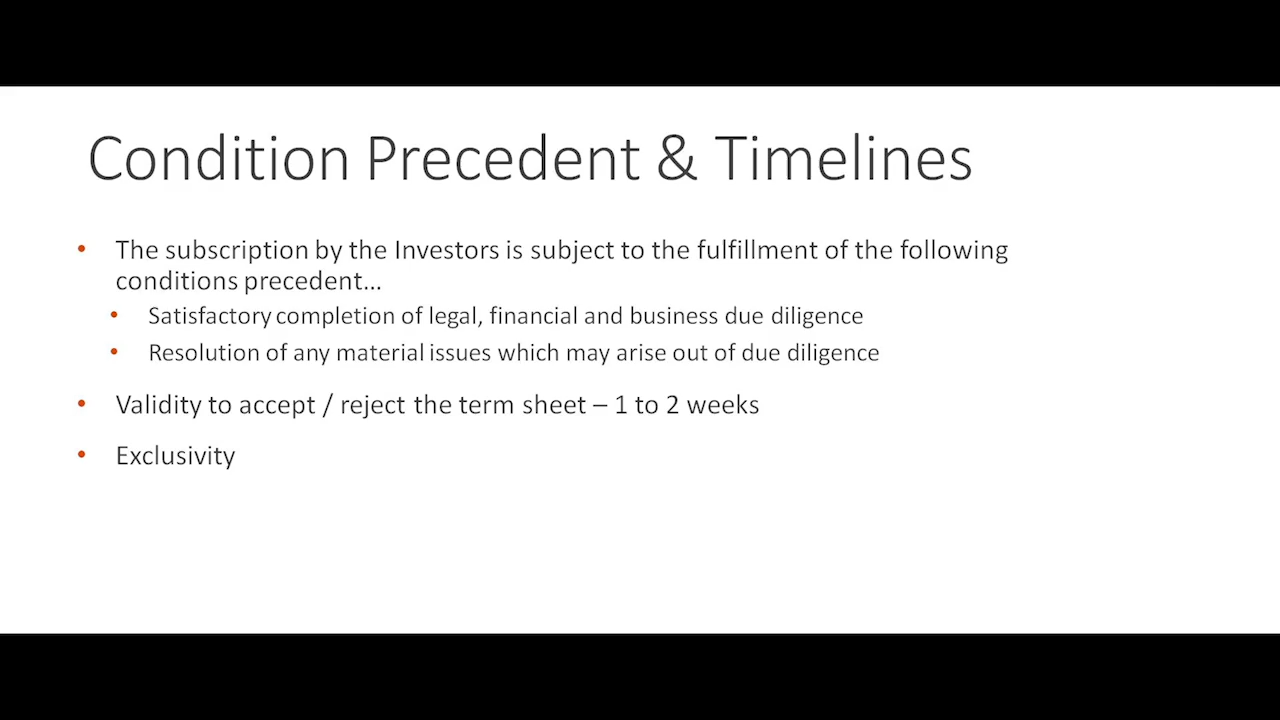 Condition Precedent & Timelines
• The subscription by the Investors is subject to the fulfillment of the following
conditions precedent...
• Satisfactory completion of legal, financial and business due diligence
• Resolution of any material issues which may arise out of due diligence
• Validity to accept / reject the term sheet – 1 to 2 weeks
• Exclusivity